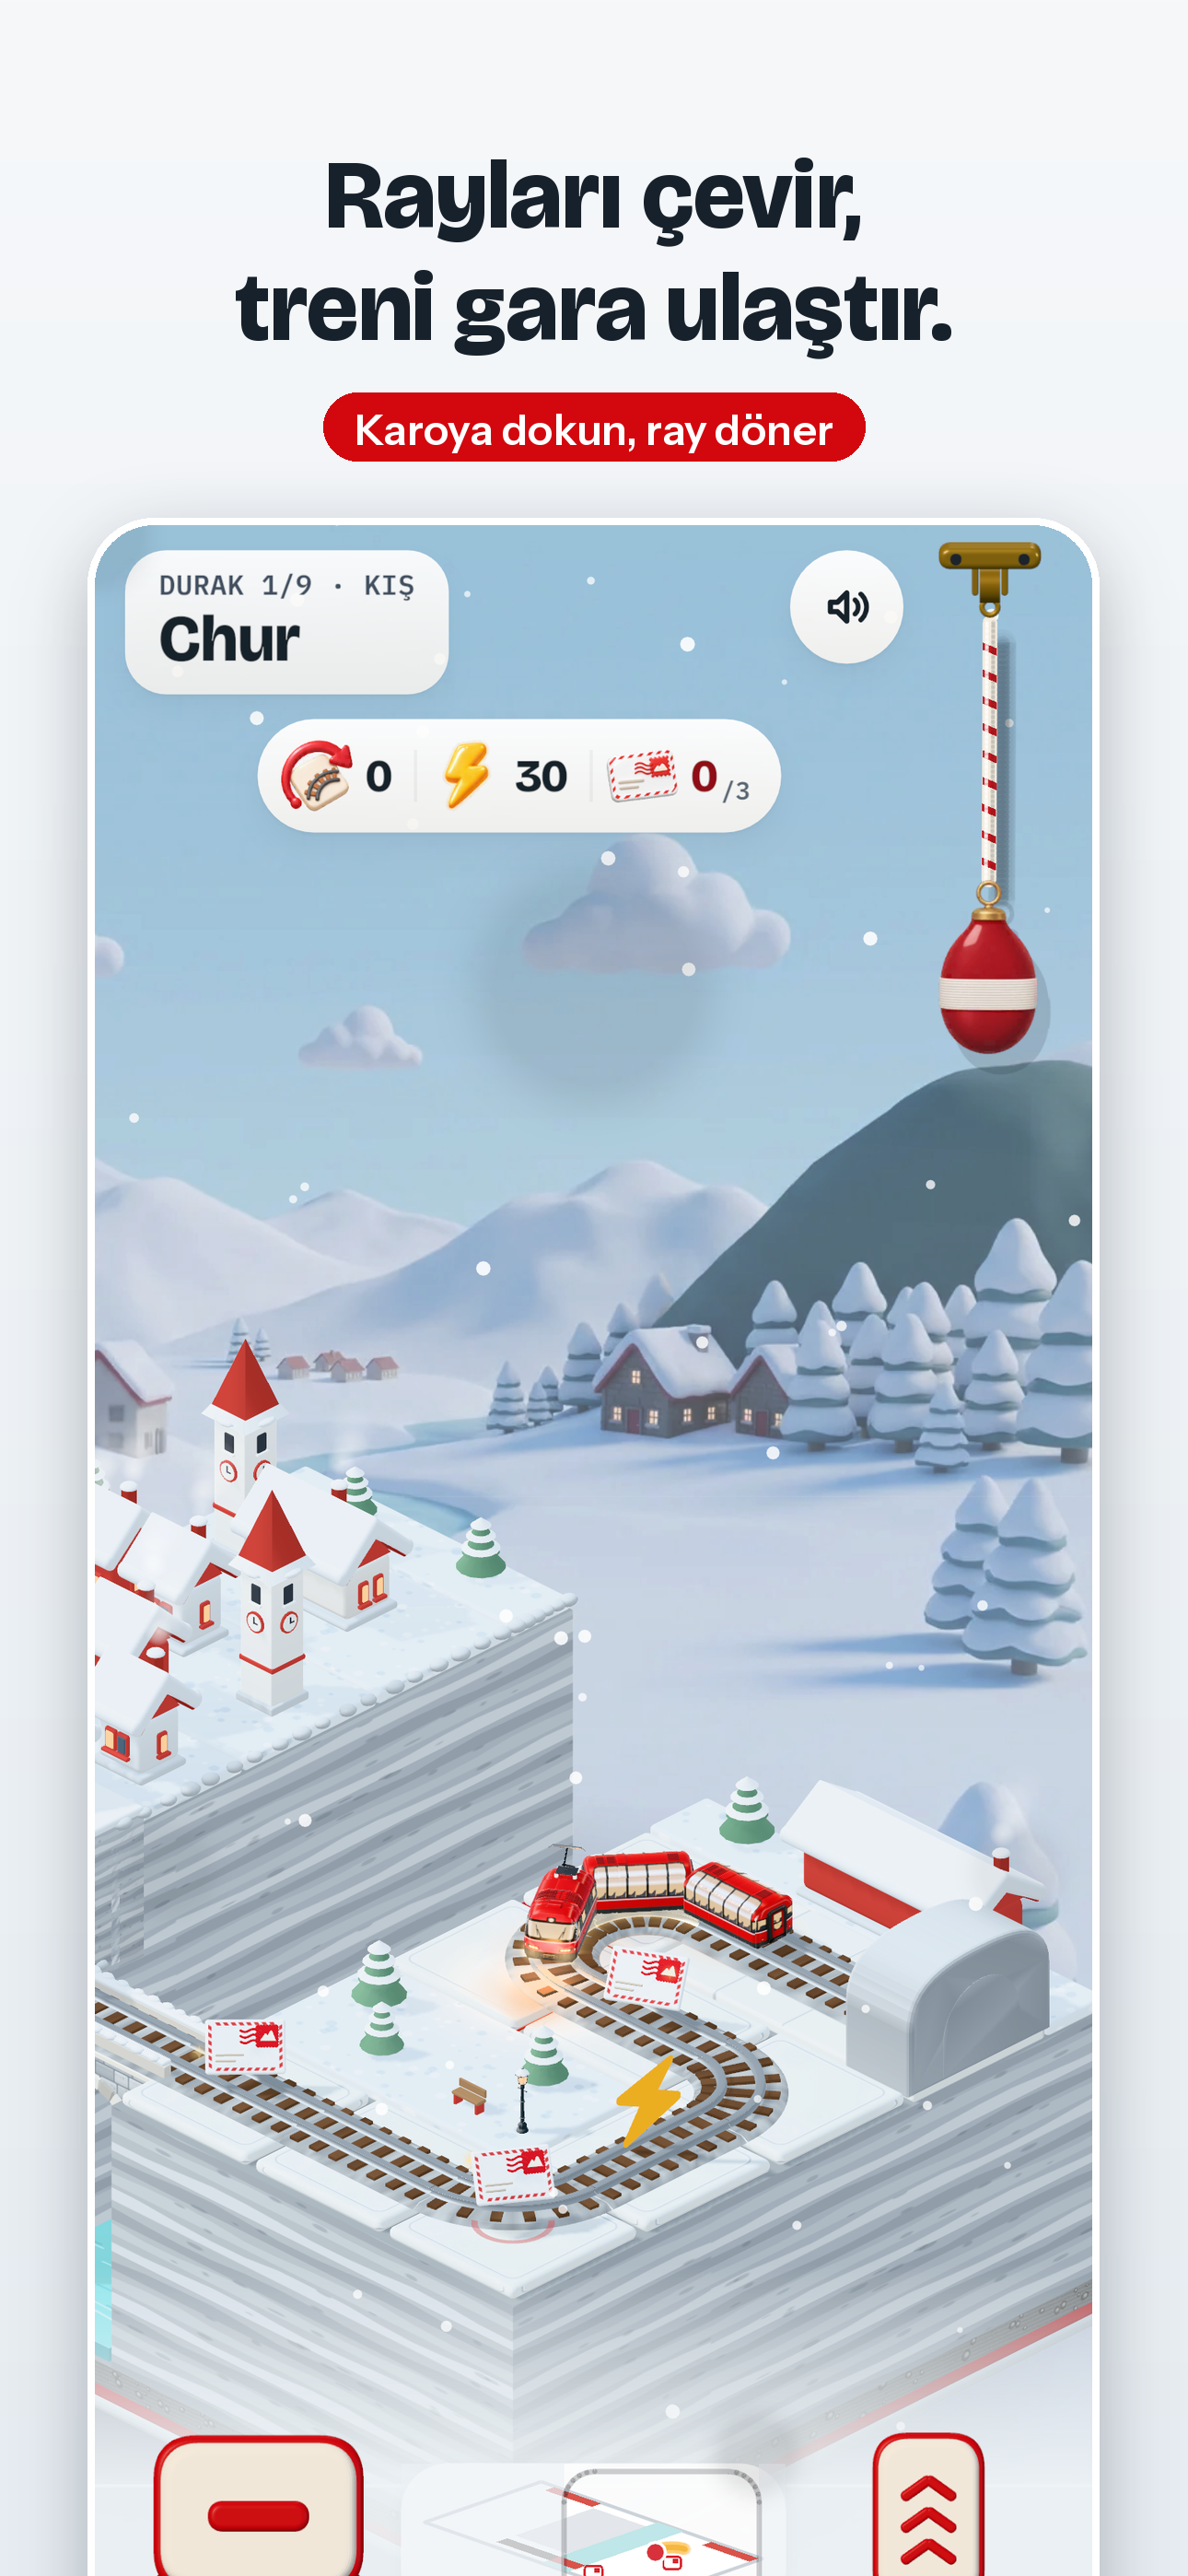 Rayları çevir,
treni gara ulaştır.
Karoya dokun, ray döner
DURAK 1/9 · KIŞ
Chur
0
30
0/3